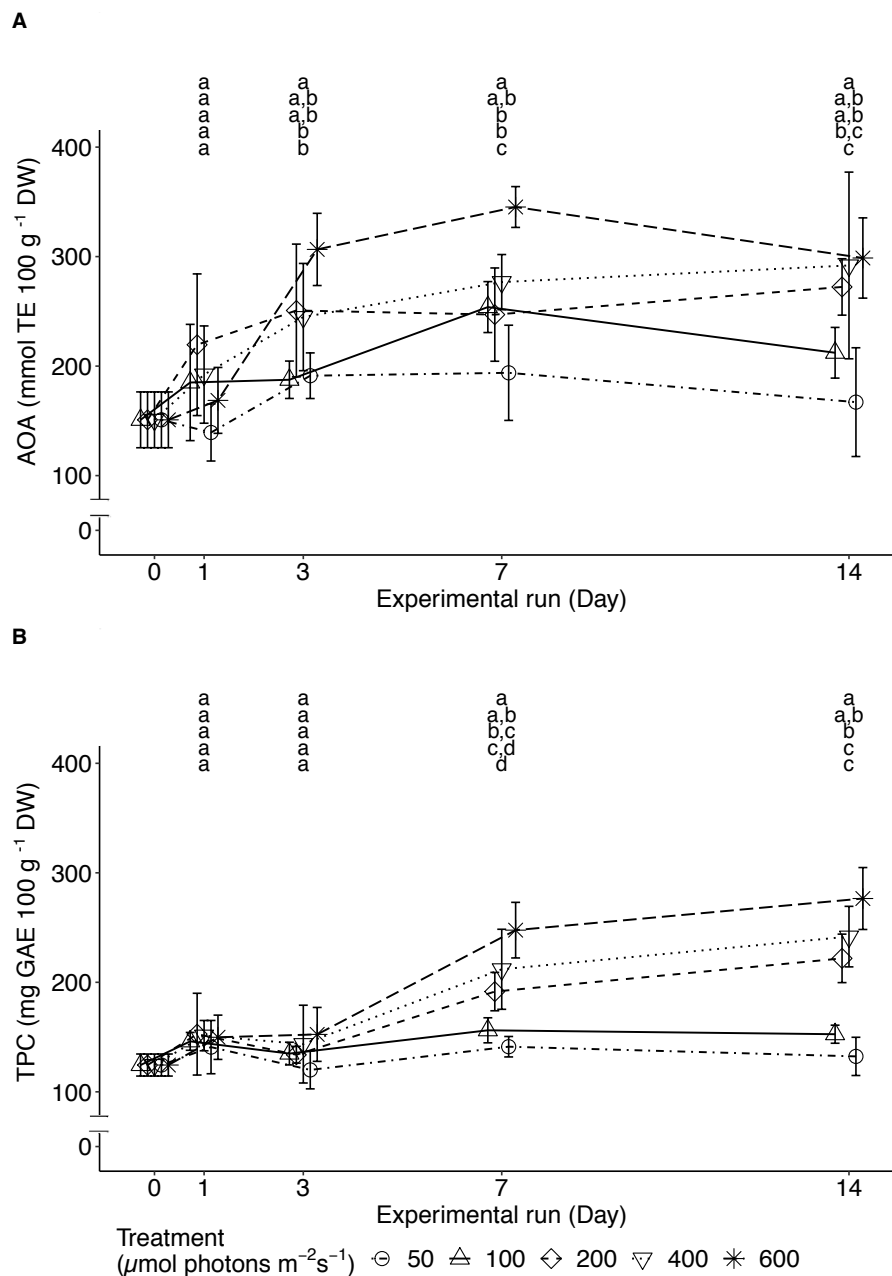 A
a a a a
a a,b a,b a,b
a a,b b a,b
a b b b,c
a b c c
400
300
200
100
0
AOA (mmol TE 100 g⁻¹ DW)
0 1 3 7 14
Experimental run (Day)
B
a a a a
a a a,b a,b
a a b,c b
a a c,d c
a a d c
400
300
200
100
0
TPC (mg GAE 100 g⁻¹ DW)
0 1 3 7 14
Experimental run (Day)
Treatment
(µmol photons m⁻²s⁻¹) 50 100 200 400 600